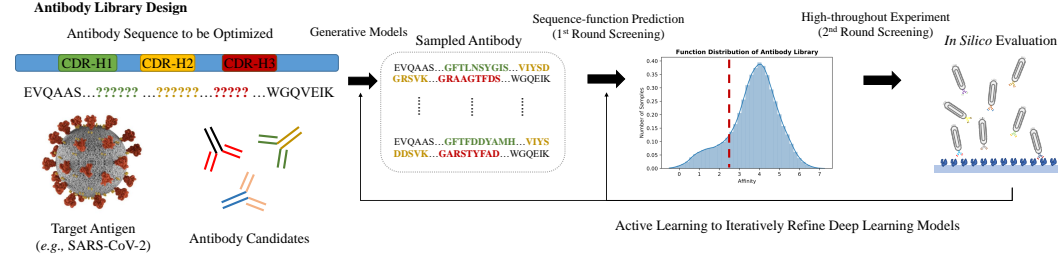 Antibody Library Design
Antibody Sequence to be Optimized
CDR-H1 CDR-H2 CDR-H3
EVQAAS...?????? ...?????? ...????? ...WGQVEIK
Target Antigen
(e.g., SARS-CoV-2)
Antibody Candidates
Generative Models
Sampled Antibody
EVQAAS...GFTLNSYGIS...VIYSD
GRSVK...GRAAGTFDS...WGQEIK
EVQAAS...GFTFDDYAMH...VIYS
DDSVK...GARSTYFAD...WGQEIK
Sequence-function Prediction
(1st Round Screening)
Function Distribution of Antibody Library
Number of Samples
0.40
0.35
0.30
0.25
0.20
0.15
0.10
0.05
0.00
0 1 2 3 4 5 6 7
Affinity
High-throughout Experiment
(2nd Round Screening)
In Silico Evaluation
Active Learning to Iteratively Refine Deep Learning Models